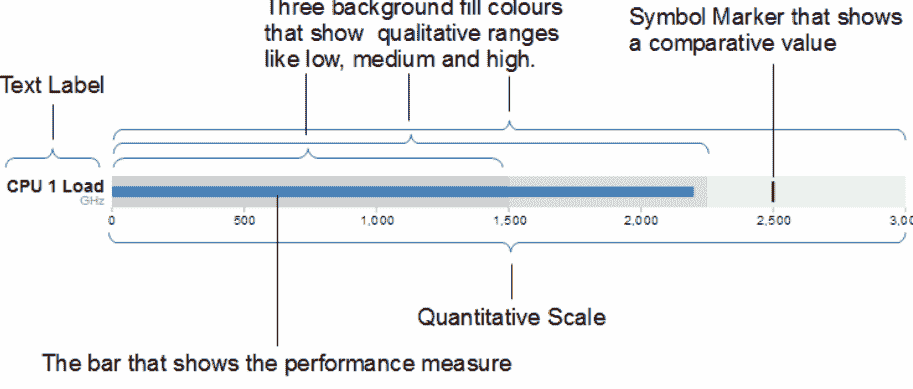 Three background fill colours
that show qualitative ranges
like low, medium and high.
Symbol Marker that shows
a comparative value
Text Label
CPU 1 Load
GHz
0 500 1,000 1,500 2,000 2,500 3,00
Quantitative Scale
The bar that shows the performance measure